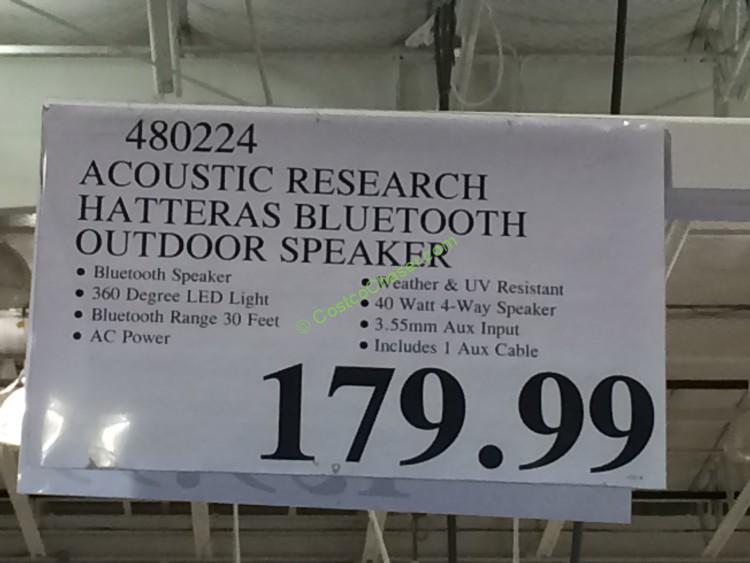 480224
ACOUSTIC RESEARCH
HATTERAS BLUETOOTH
OUTDOOR SPEAKER
• Bluetooth Speaker
• 360 Degree LED Light
• Bluetooth Range 30 Feet
• AC Power
• Weather & UV Resistant
• 40 Watt 4-Way Speaker
• 3.55mm Aux Input
• Includes 1 Aux Cable
© CostcoChaser.com
179.99